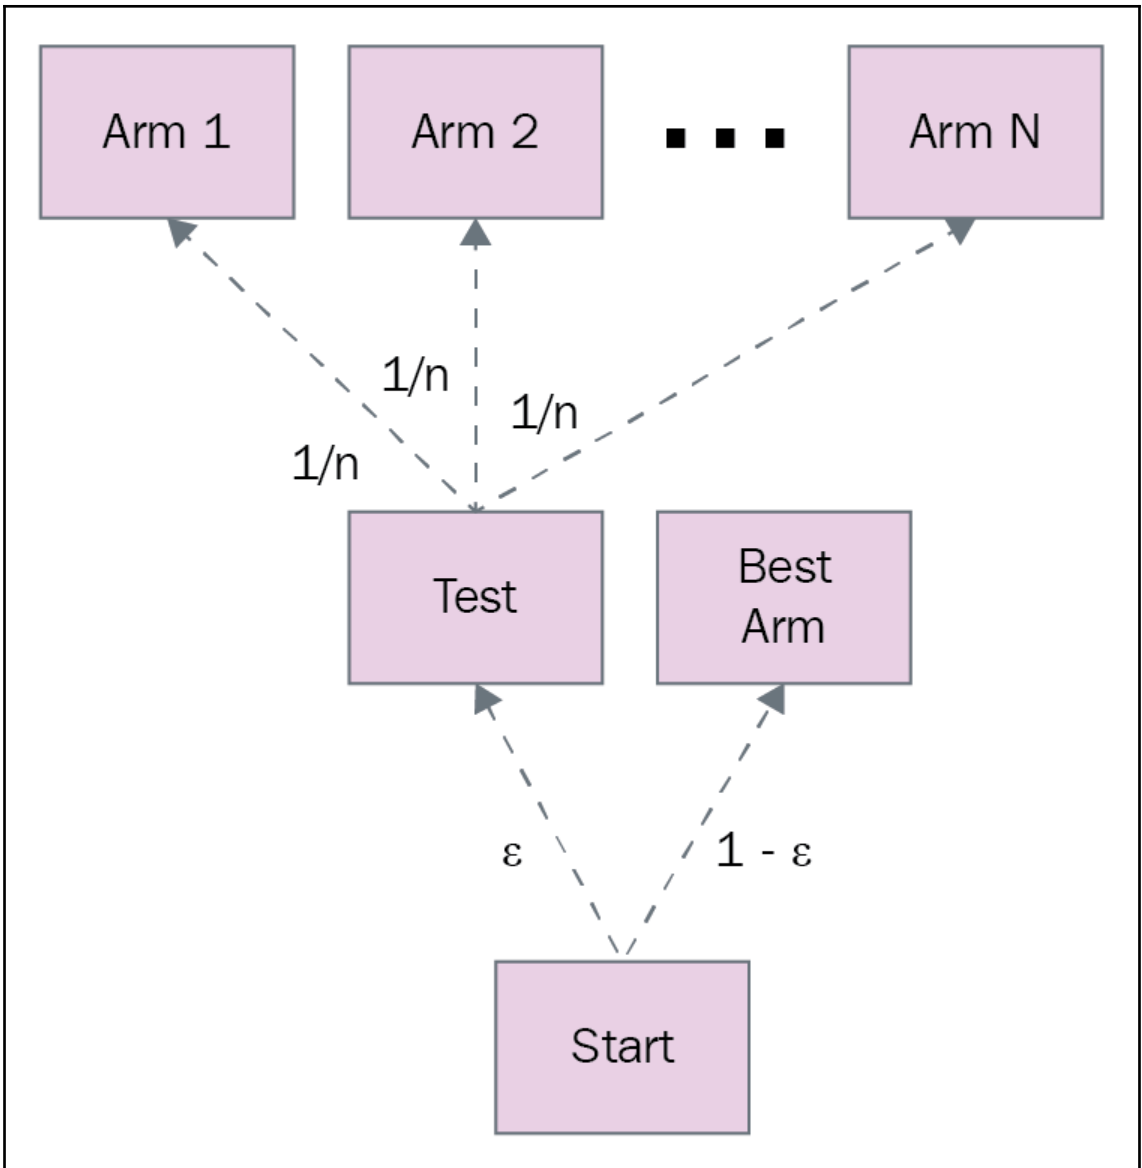 Arm 1
Arm 2
Arm N
1/n
1/n
1/n
Test
Best
Arm
ε
1 - ε
Start